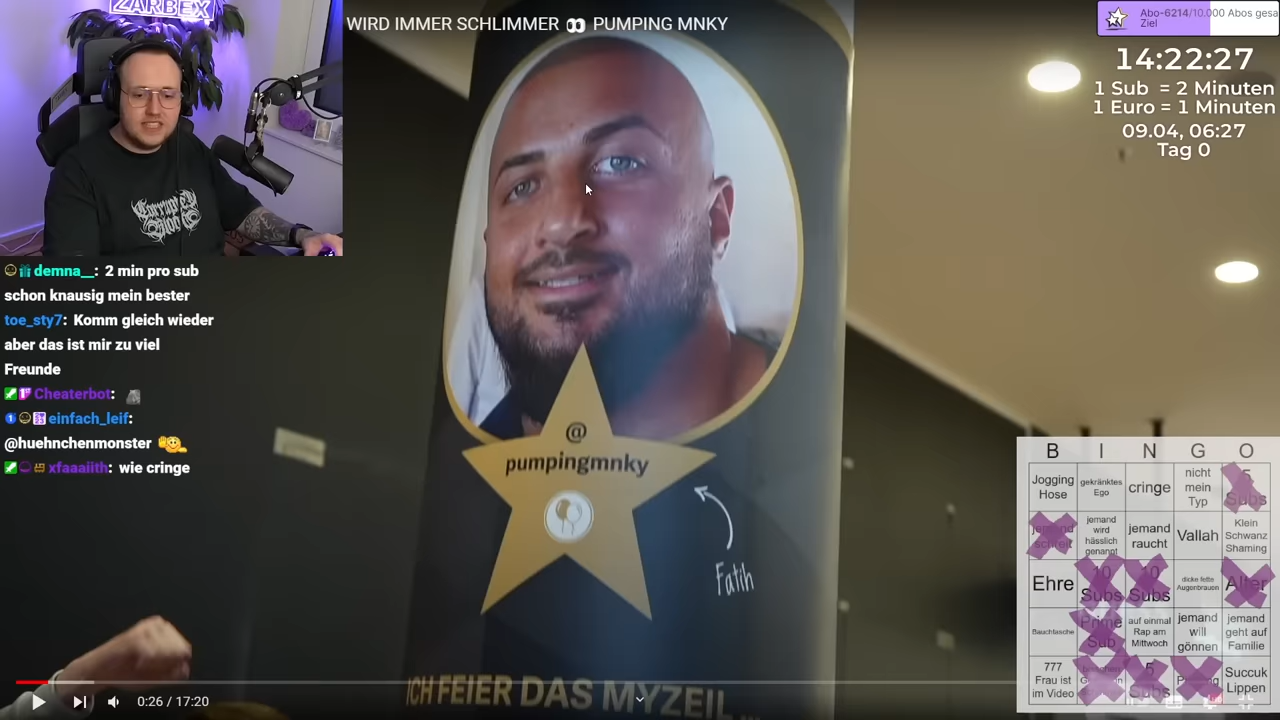 ZARBEX
WIRD IMMER SCHLIMMER 👀 PUMPING MNKY
Abo-
6214/10.000 Abos gesa
Ziel
14:22:27
1 Sub = 2 Minuten
1 Euro = 1 Minuten
09.04, 06:27
Tag 0
Corrupted
Blood
demna__: 2 min pro sub
schon knausig mein bester
toe_sty7: Komm gleich wieder
aber das ist mir zu viel
Freunde
Cheaterbot:
einfach_leif:
@huehnchenmonster
xfaaaiith: wie cringe
@
pumpingmnky
Fatih
ICH FEIER DAS MYZEIL ...
0:26 / 17:20
B I N G O
Jogging
Hose
gekränktes
Ego
cringe
nicht
mein
Typ
5
Subs
jemand
schreit
jemand
wird
hässlich
genannt
jemand
raucht
Vallah
Klein
Schwanz
Shaming
Ehre
10
Subs
10
Subs
dicke fette
Augenbrauen
Alter
Bauchtasche
Prime
Sub
auf einmal
Rap am
Mittwoch
jemand
will
gönnen
jemand
geht auf
Familie
777
Frau ist
im Video
5
Subs
Succuk
Lippen